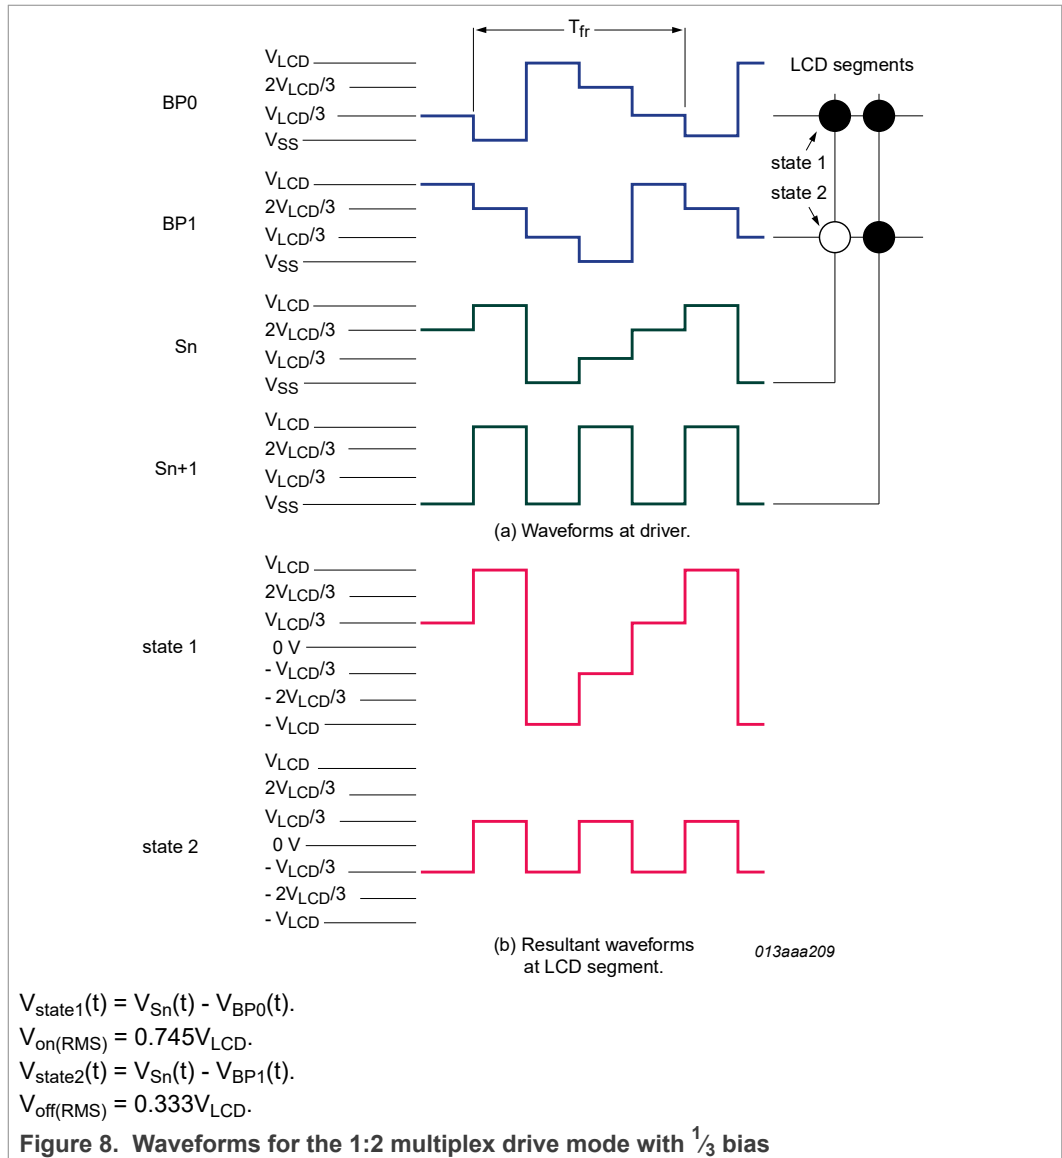 Tfr
VLCD
2VLCD/3
VLCD/3
VSS
BP0
LCD segments
state 1
state 2
VLCD
2VLCD/3
VLCD/3
VSS
BP1
VLCD
2VLCD/3
VLCD/3
VSS
Sn
VLCD
2VLCD/3
VLCD/3
VSS
Sn+1
(a) Waveforms at driver.
VLCD
2VLCD/3
VLCD/3
0 V
- VLCD/3
- 2VLCD/3
- VLCD
state 1
VLCD
2VLCD/3
VLCD/3
0 V
- VLCD/3
- 2VLCD/3
- VLCD
state 2
(b) Resultant waveforms
at LCD segment.
013aaa209
Vstate1(t) = VSn(t) - VBP0(t).
Von(RMS) = 0.745VLCD.
Vstate2(t) = VSn(t) - VBP1(t).
Voff(RMS) = 0.333VLCD.
Figure 8. Waveforms for the 1:2 multiplex drive mode with 1/3 bias